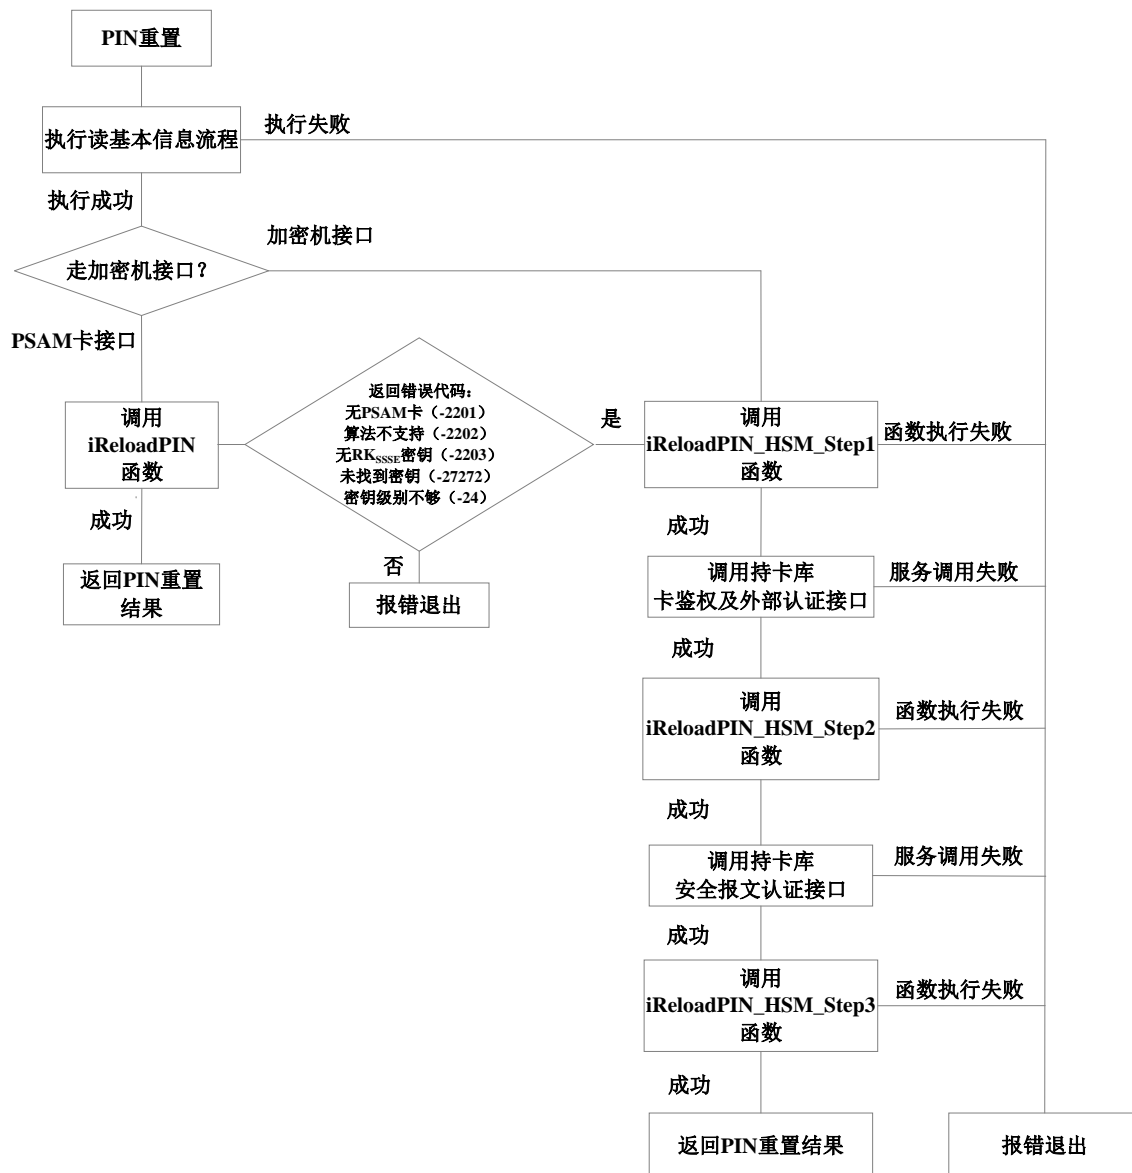 PIN重置
执行读基本信息流程
执行失败
执行成功
加密机接口
走加密机接口？
PSAM卡接口
返回错误代码：
无PSAM卡（-2201）
算法不支持（-2202）
无RKSSSE密钥（-2203）
未找到密钥（-27272）
密钥级别不够（-24）
调用
iReloadPIN
函数
是
调用
iReloadPIN_HSM_Step1
函数
函数执行失败
成功
成功
返回PIN重置
结果
否
报错退出
调用持卡库
卡鉴权及外部认证接口
服务调用失败
成功
调用
iReloadPIN_HSM_Step2
函数
函数执行失败
成功
调用持卡库
安全报文认证接口
服务调用失败
成功
调用
iReloadPIN_HSM_Step3
函数
函数执行失败
成功
返回PIN重置结果
报错退出